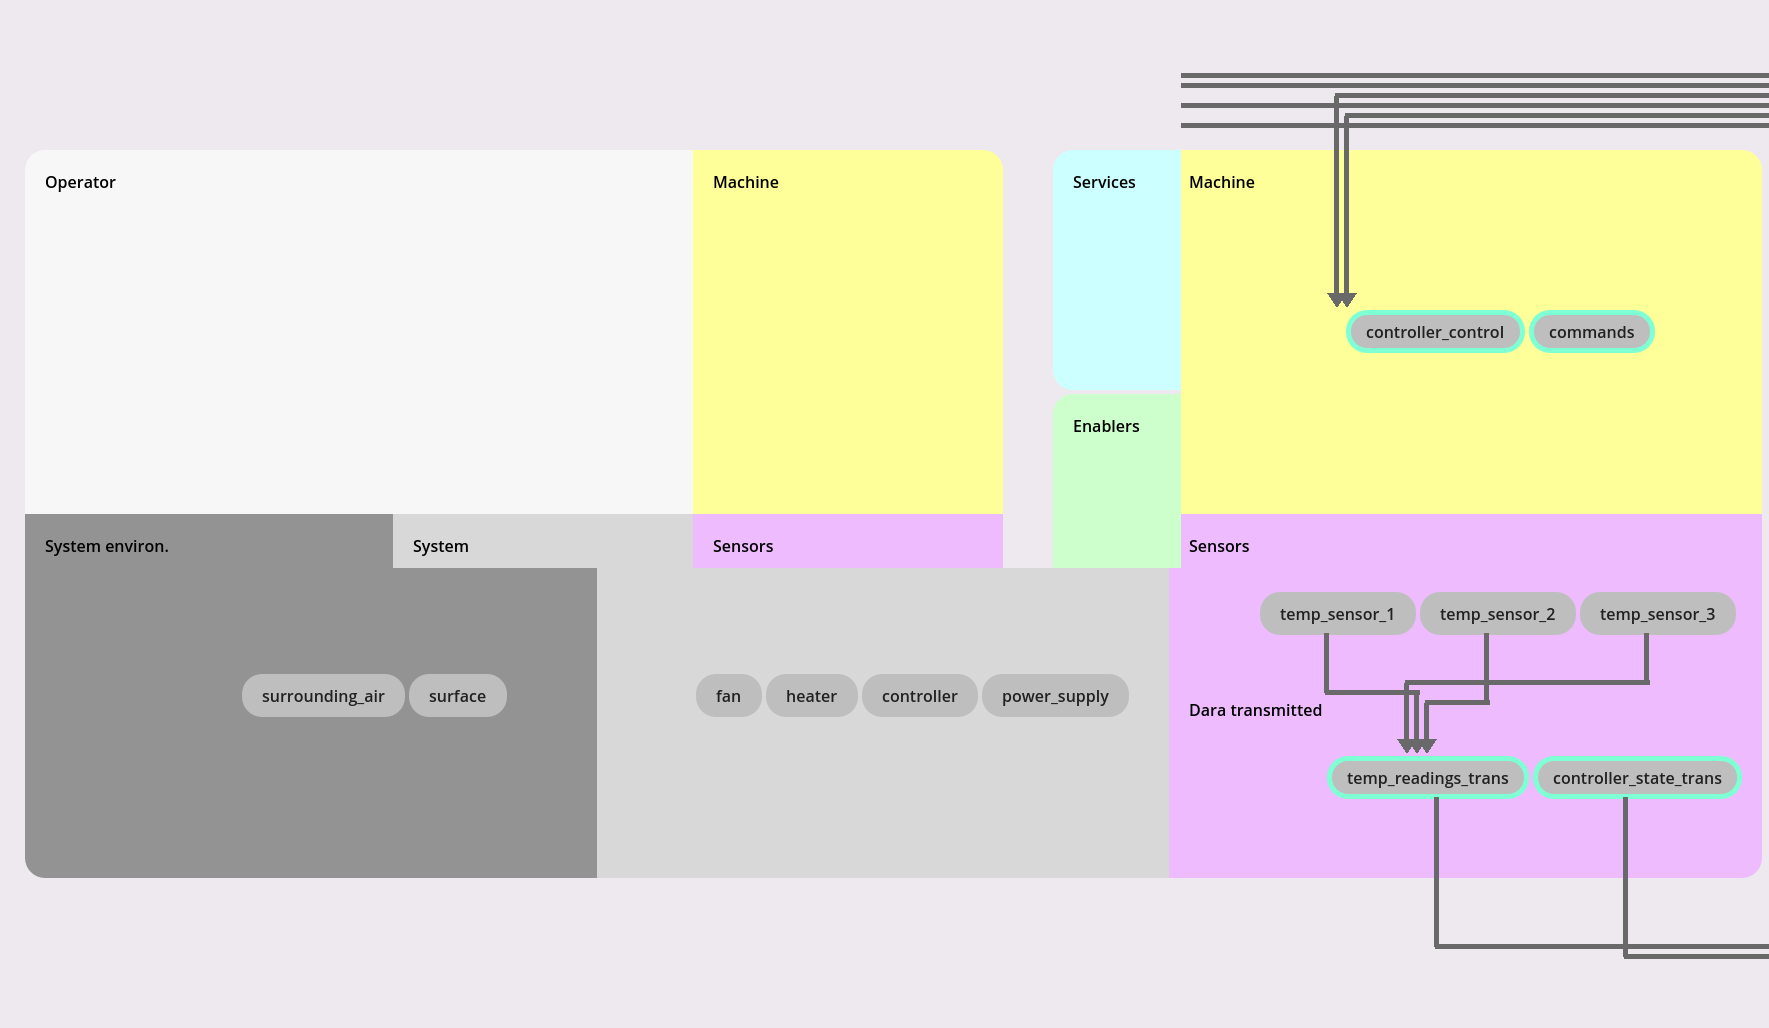 Operator
Machine
Services
Machine
controller_control
commands
Enablers
System environ.
System
Sensors
Sensors
temp_sensor_1
temp_sensor_2
temp_sensor_3
surrounding_air
surface
fan
heater
controller
power_supply
Dara transmitted
temp_readings_trans
controller_state_trans